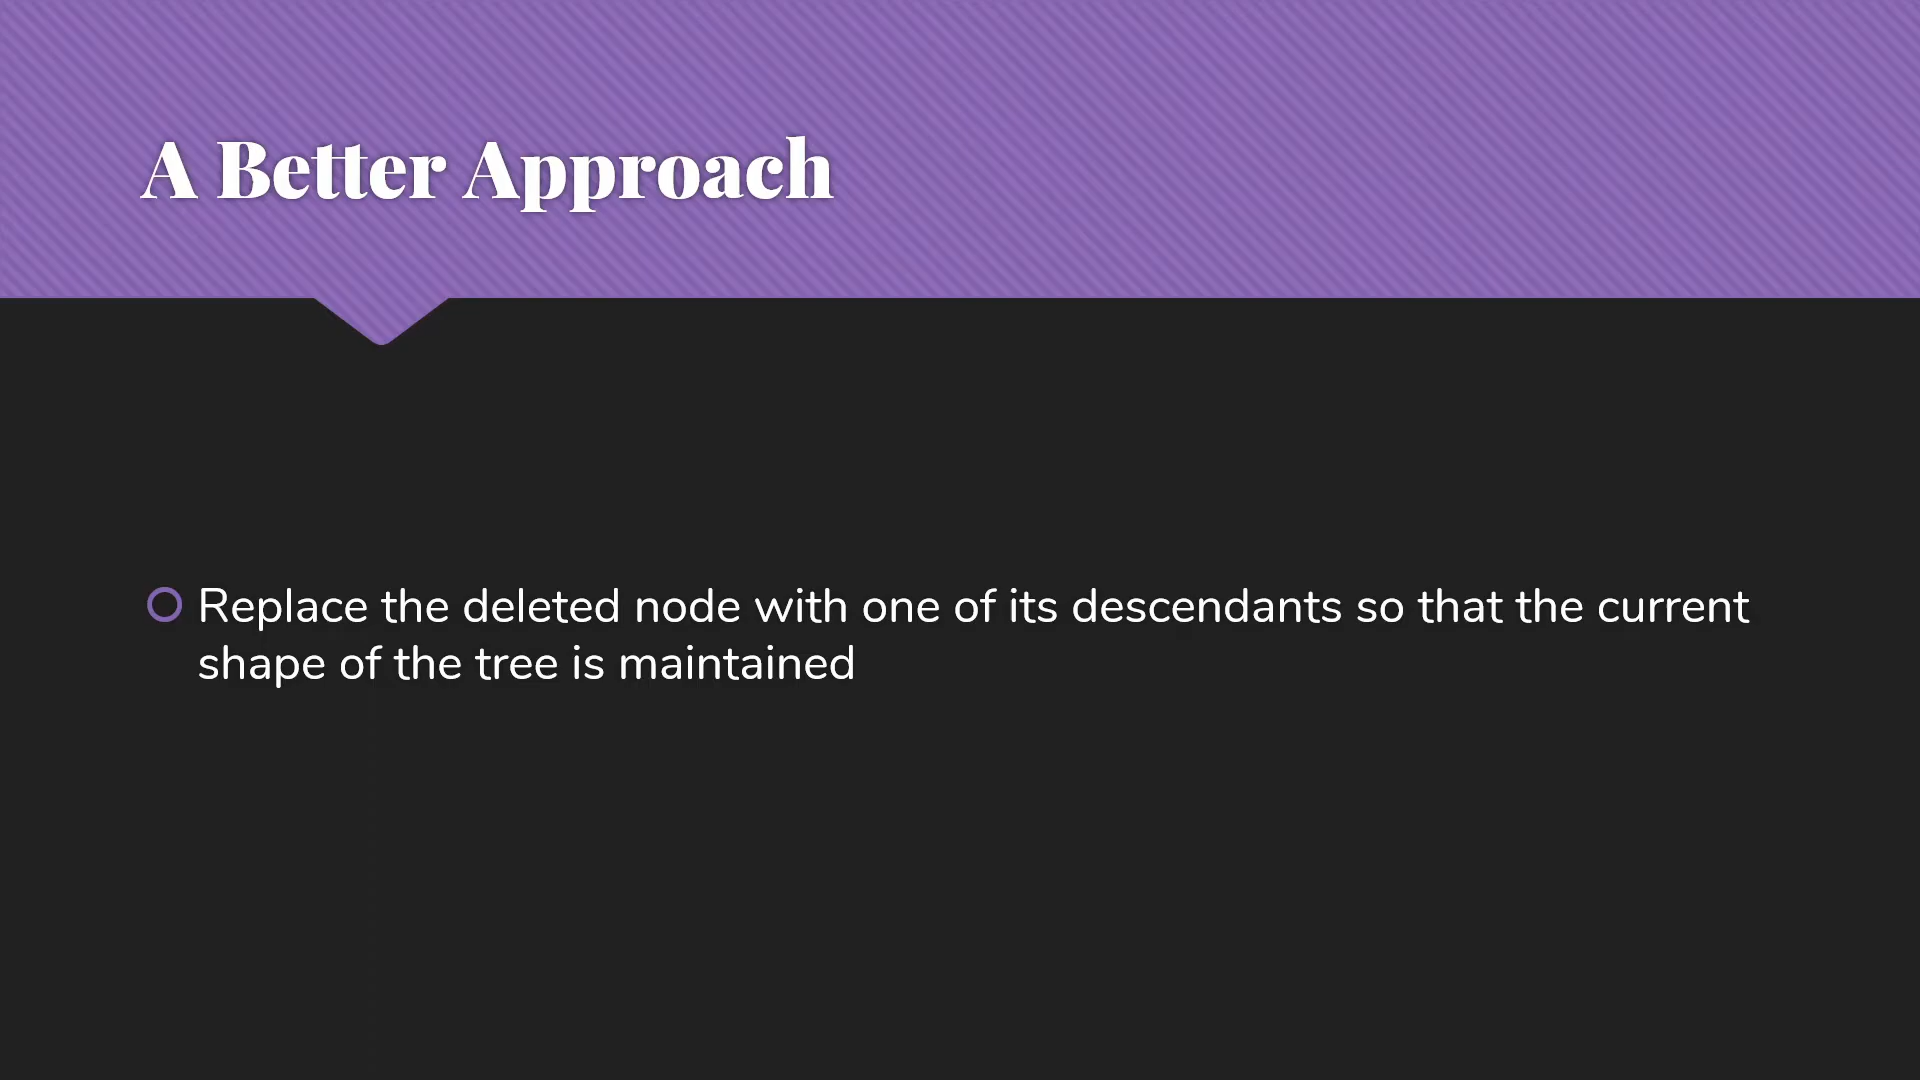 A Better Approach
Replace the deleted node with one of its descendants so that the current
shape of the tree is maintained